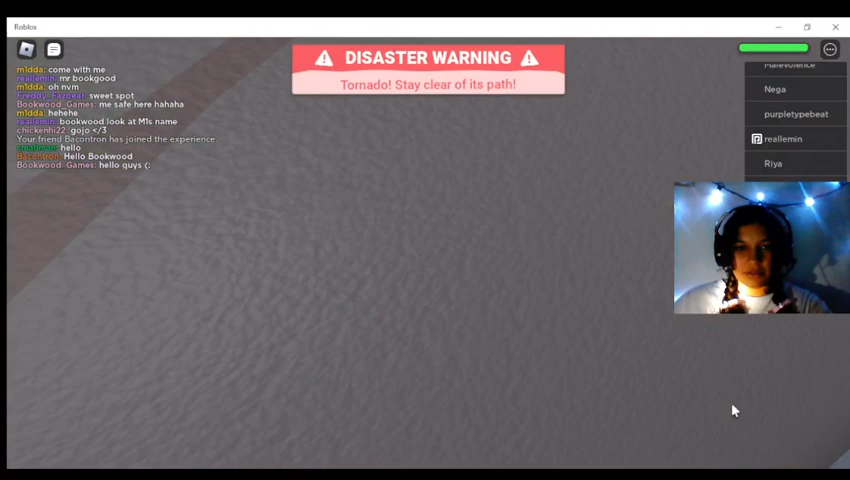 Roblox
DISASTER WARNING
Tornado! Stay clear of its path!
m1dda: come with me
reallemin: mr bookgood
m1dda: oh nvm
Freddy_Fazbear: sweet spot
Bookwood_Games: me safe here hahaha
m1dda: hehehe
reallemin: bookwood look at M1s name
chickenhi22: gojo </3
Your friend Bacontron has joined the experience.
smallman: hello
Bacontron: Hello Bookwood
Bookwood_Games: hello guys (:
Malevolence
Nega
purpletypebeat
reallemin
Riya